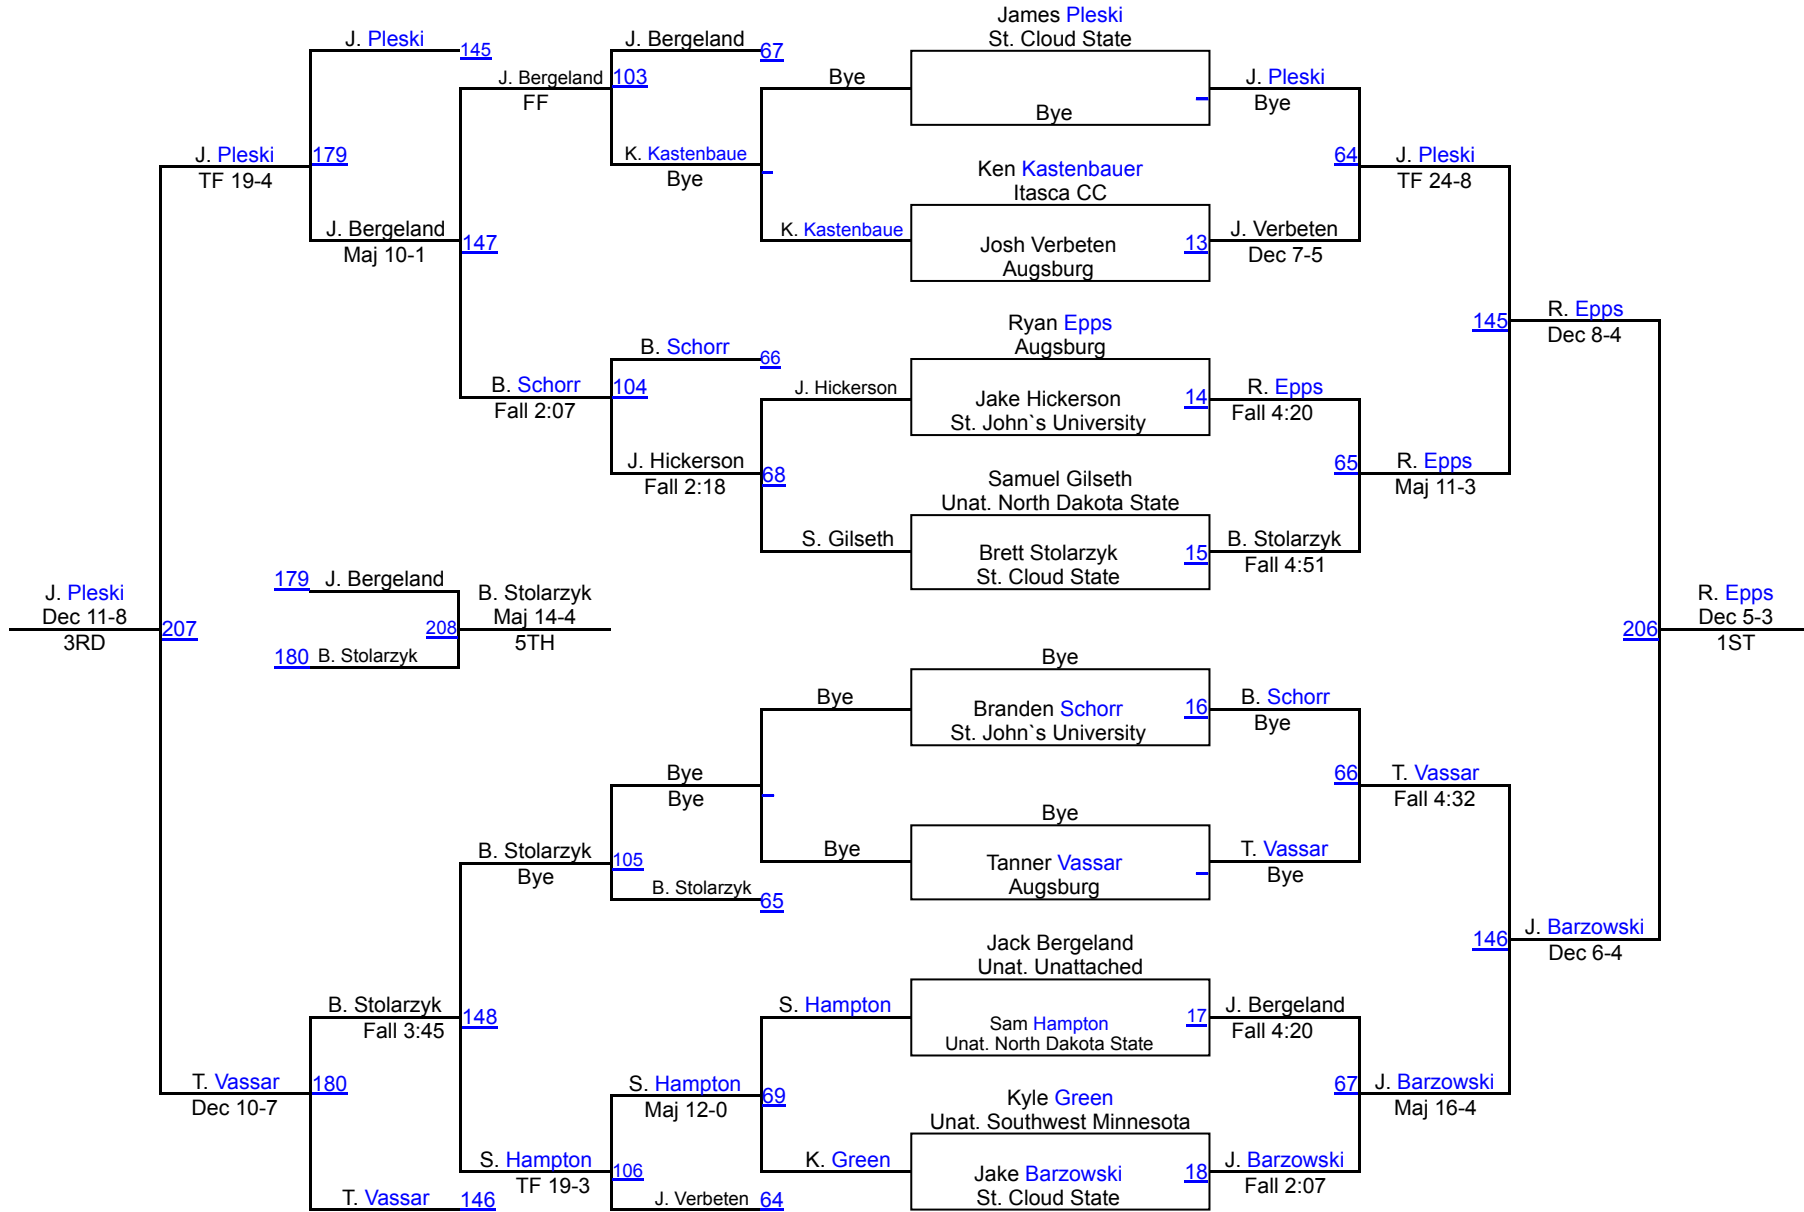 James Pleski
St. Cloud State
J. Pleski
145
J. Bergeland
67
J. Bergeland
103
FF
Bye
Bye
J. Pleski
Bye
K. Kastenbaue
Bye
J. Pleski
179
TF 19-4
Ken Kastenbauer
Itasca CC
64
J. Pleski
TF 24-8
J. Bergeland
Maj 10-1
147
K. Kastenbaue
Josh Verbeten
Augsburg
13
J. Verbeten
Dec 7-5
Ryan Epps
Augsburg
145
R. Epps
Dec 8-4
B. Schorr
66
B. Schorr
104
Fall 2:07
J. Hickerson
Jake Hickerson
St. John`s University
14
R. Epps
Fall 4:20
J. Hickerson
Fall 2:18
68
Samuel Gilseth
Unat. North Dakota State
65
R. Epps
Maj 11-3
S. Gilseth
Brett Stolarzyk
St. Cloud State
15
B. Stolarzyk
Fall 4:51
J. Pleski
Dec 11-8
3RD
207
179
J. Bergeland
180
B. Stolarzyk
208
B. Stolarzyk
Maj 14-4
5TH
206
R. Epps
Dec 5-3
1ST
Bye
Bye
Branden Schorr
St. John`s University
16
B. Schorr
Bye
Bye
Bye
66
T. Vassar
Fall 4:32
Bye
B. Stolarzyk
Bye
105
B. Stolarzyk
65
Bye
Tanner Vassar
Augsburg
T. Vassar
Bye
Jack Bergeland
Unat. Unattached
146
J. Barzowski
Dec 6-4
B. Stolarzyk
Fall 3:45
148
S. Hampton
Sam Hampton
Unat. North Dakota State
17
J. Bergeland
Fall 4:20
T. Vassar
Dec 10-7
180
S. Hampton
Maj 12-0
69
Kyle Green
Unat. Southwest Minnesota
67
J. Barzowski
Maj 16-4
S. Hampton
TF 19-3
106
K. Green
Jake Barzowski
St. Cloud State
18
J. Barzowski
Fall 2:07
T. Vassar
146
J. Verbeten
64